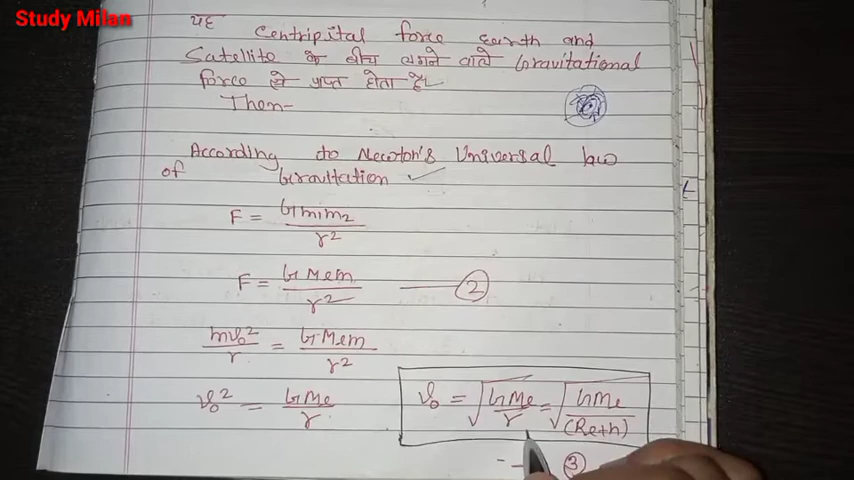 Study Milan
यह Centripital force earth and
Satellite के बीच लगने वाले Gravitational
force से प्राप्त होता है।
Then-
According to Newton's Universal law
of Gravitation ✓
F = Gm1m2 / r²
F = GMem / r² —— ②
mv₀² / r = GMem / r²
v₀² = GMe / r
v₀ = √(GMe / r) = √(GMe / (Re+h))
- — ③